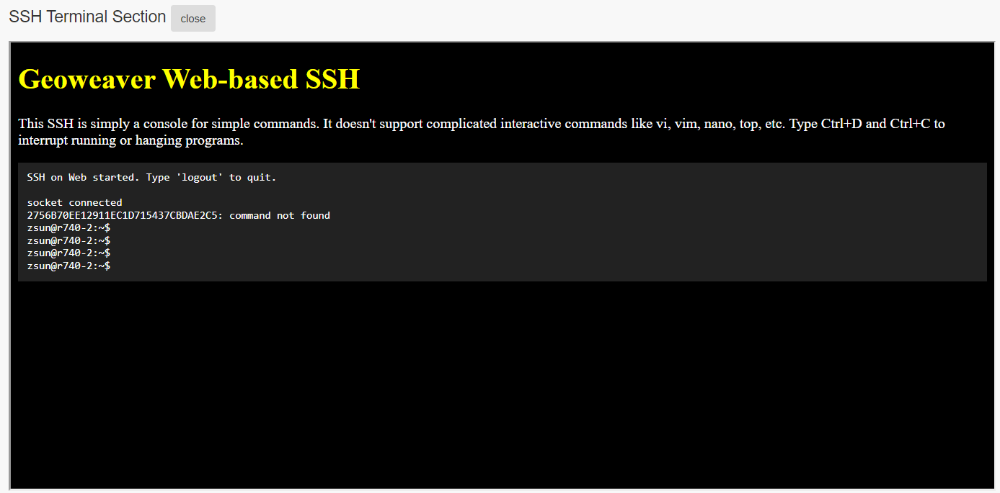 SSH Terminal Section close
Geoweaver Web-based SSH
This SSH is simply a console for simple commands. It doesn't support complicated interactive commands like vi, vim, nano, top, etc. Type Ctrl+D and Ctrl+C to
interrupt running or hanging programs.
SSH on Web started. Type 'logout' to quit.
socket connected
2756B70EE12911EC1D715437CBDAE2C5: command not found
zsun@r740-2:~$
zsun@r740-2:~$
zsun@r740-2:~$
zsun@r740-2:~$